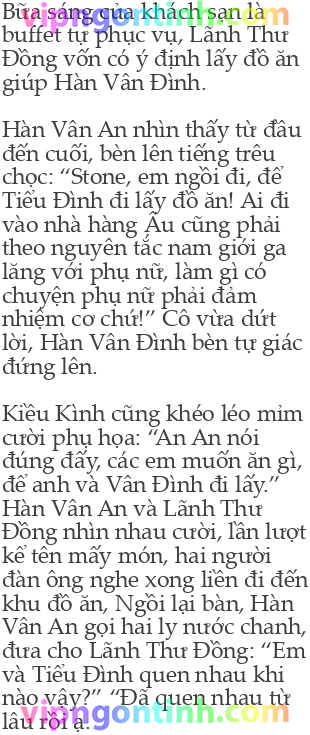 Bữa sáng của khách sạn là
vipngontinh.com
buffet tự phục vụ, Lãnh Thư
Đồng vốn có ý định lấy đồ ăn
giúp Hàn Vân Đình.
Hàn Vân An nhìn thấy từ đầu
đến cuối, bèn lên tiếng trêu
chọc: “Stone, em ngồi đi, để
Tiểu Đình đi lấy đồ ăn! Ai đi
vào nhà hàng Âu cũng phải
theo nguyên tắc nam giới ga
lăng với phụ nữ, làm gì có
chuyện phụ nữ phải đảm
nhiệm cơ chứ!” Cô vừa dứt
lời, Hàn Vân Đình bèn tự giác
đứng lên.
Kiều Kình cũng khéo léo mỉm
cười phụ họa: “An An nói
đúng đấy, các em muốn ăn gì,
để anh và Vân Đình đi lấy.”
Hàn Vân An và Lãnh Thư
Đồng nhìn nhau cười, lần lượt
kể tên mấy món, hai người
đàn ông nghe xong liền đi đến
khu đồ ăn, Ngồi lại bàn, Hàn
Vân An gọi hai ly nước chanh,
đưa cho Lãnh Thư Đồng: “Em
và Tiểu Đình quen nhau khi
nào vậy?” “Đã quen nhau từ
vipngontinh.com
lâu rồi ạ.